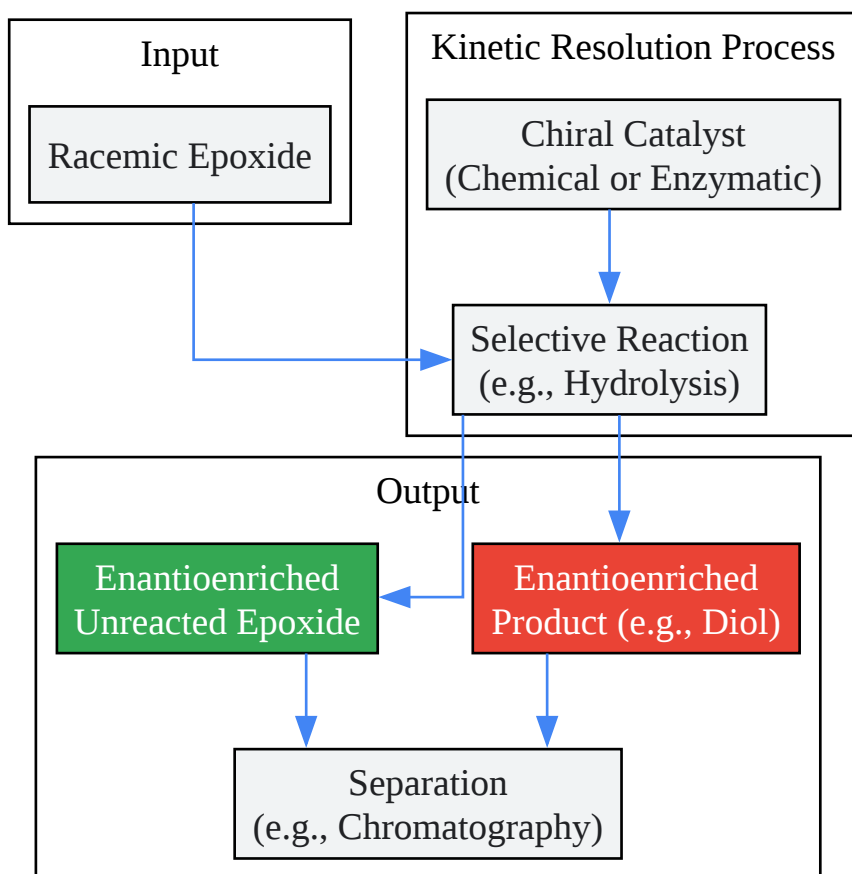 Input
Racemic Epoxide
Kinetic Resolution Process
Chiral Catalyst
(Chemical or Enzymatic)
Selective Reaction
(e.g., Hydrolysis)
Output
Enantioenriched
Unreacted Epoxide
Enantioenriched
Product (e.g., Diol)
Separation
(e.g., Chromatography)